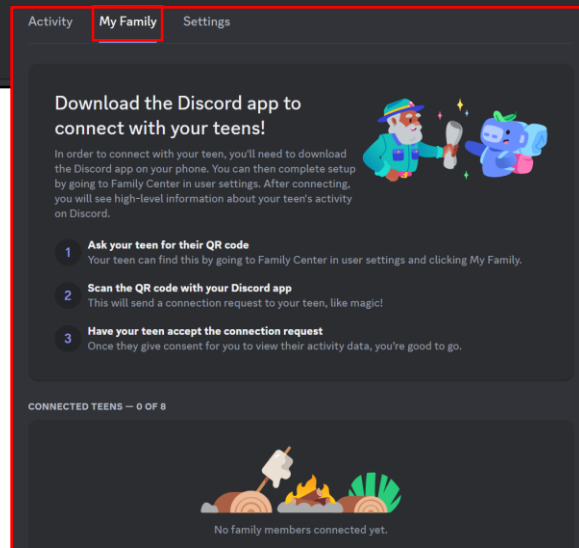 Activity My Family Settings
Download the Discord app to
connect with your teens!
In order to connect with your teen, you'll need to download
the Discord app on your phone. You can then complete setup
by going to Family Center in user settings. After connecting,
you will see high-level information about your teen's activity
on Discord.
1 Ask your teen for their QR code
Your teen can find this by going to Family Center in user settings and clicking My Family.
2 Scan the QR code with your Discord app
This will send a connection request to your teen, like magic!
3 Have your teen accept the connection request
Once they give consent for you to view their activity data, you're good to go.
CONNECTED TEENS — 0 OF 8
No family members connected yet.